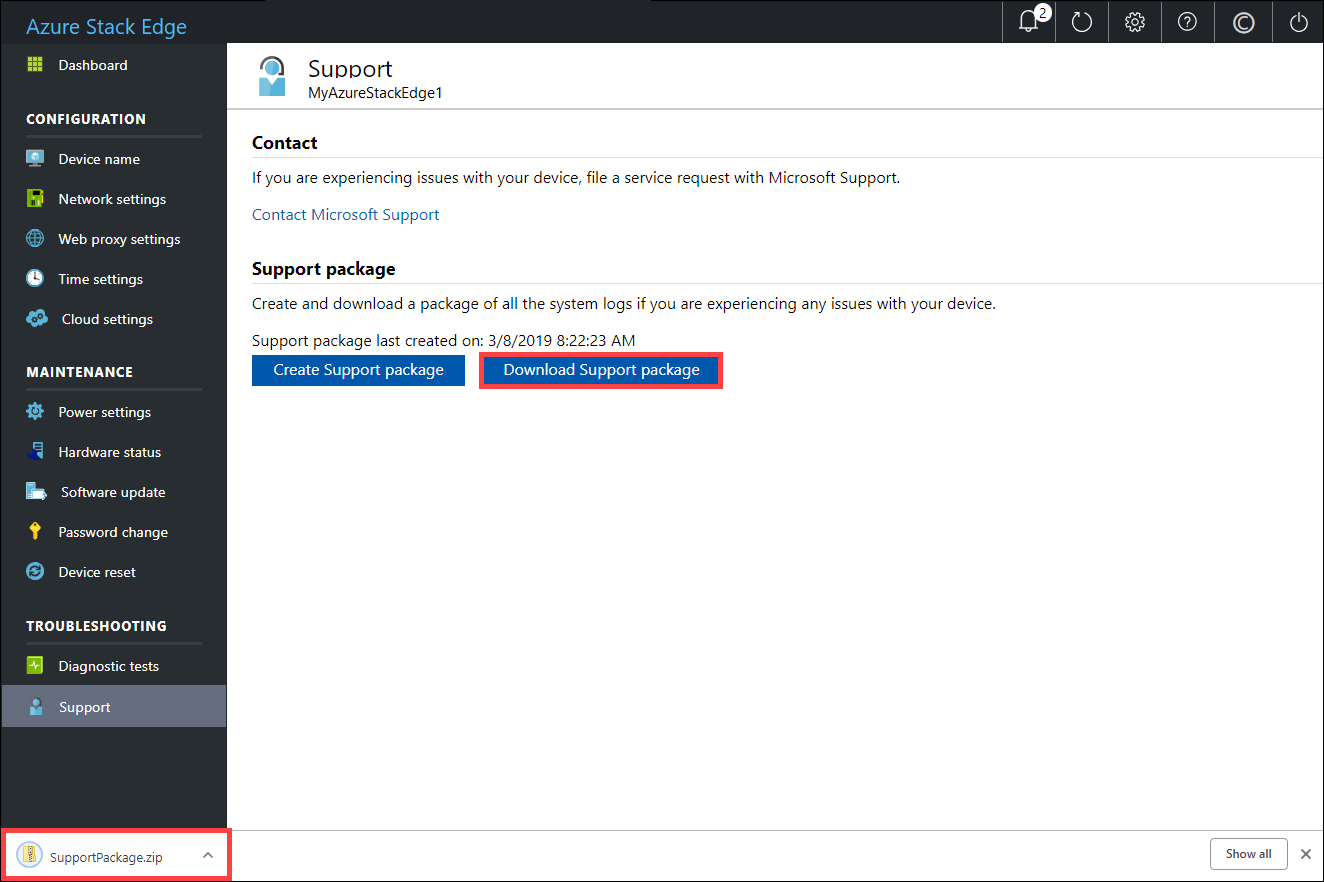 Azure Stack Edge
2
Dashboard
CONFIGURATION
Device name
Network settings
Web proxy settings
Time settings
Cloud settings
MAINTENANCE
Power settings
Hardware status
Software update
Password change
Device reset
TROUBLESHOOTING
Diagnostic tests
Support
Support
MyAzureStackEdge1
Contact
If you are experiencing issues with your device, file a service request with Microsoft Support.
Contact Microsoft Support
Support package
Create and download a package of all the system logs if you are experiencing any issues with your device.
Support package last created on: 3/8/2019 8:22:23 AM
Create Support package Download Support package
SupportPackage.zip
Show all